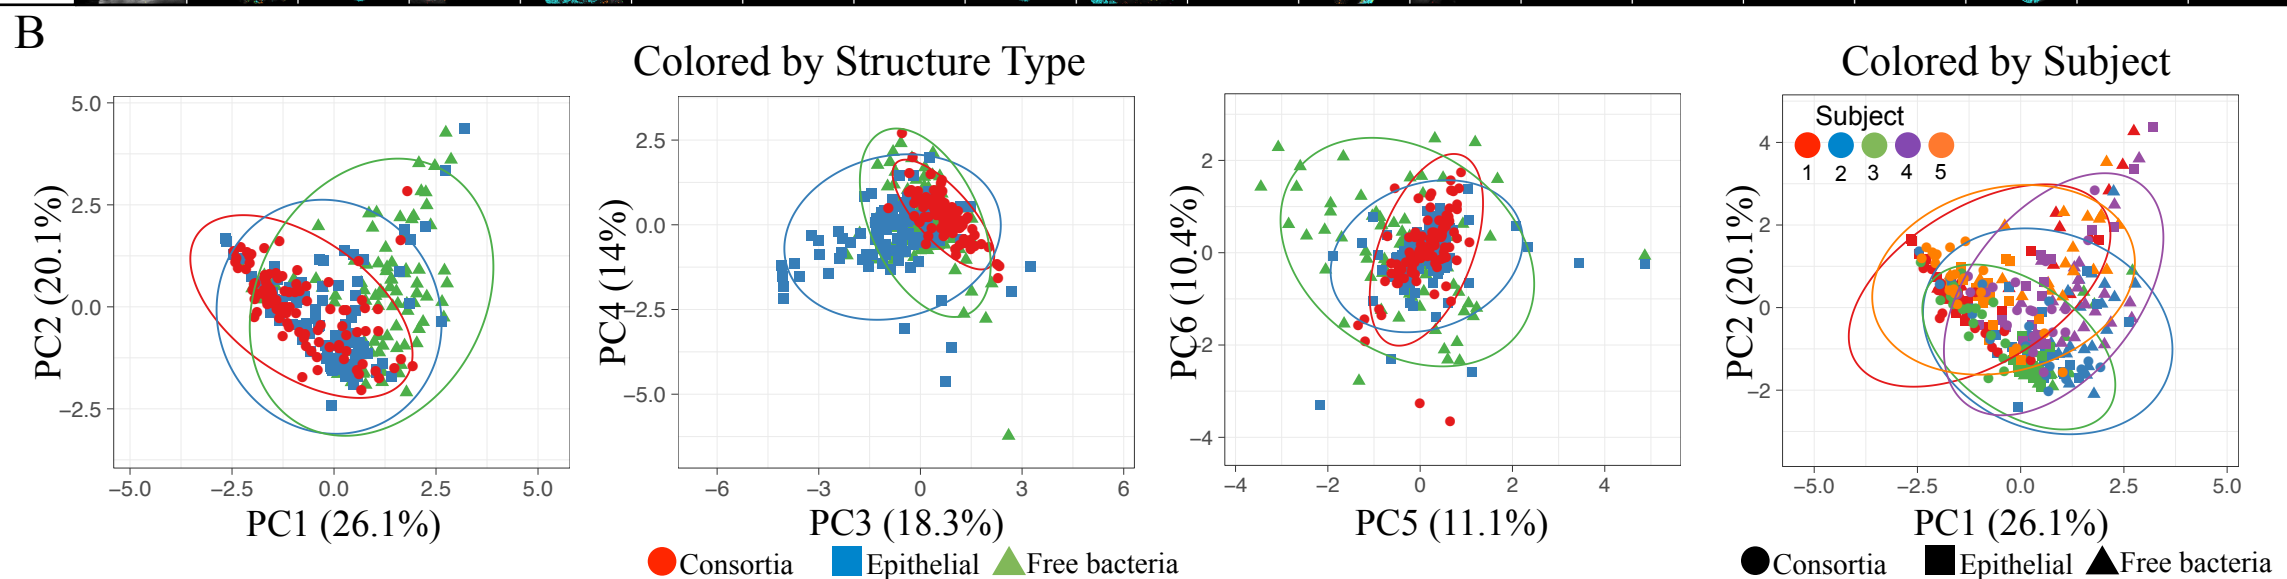 B
Colored by Structure Type
Colored by Subject
5.0
2.5
0.0
−2.5
PC2 (20.1%)
−5.0 −2.5 0.0 2.5 5.0
PC1 (26.1%)
2.5
0.0
−2.5
−5.0
PC4 (14%)
−6 −3 0 3 6
PC3 (18.3%)
2
0
−2
−4
PC6 (10.4%)
−4 −2 0 2 4
PC5 (11.1%)
Subject
1 2 3 4 5
4
2
0
−2
PC2 (20.1%)
−5.0 −2.5 0.0 2.5 5.0
PC1 (26.1%)
Consortia Epithelial Free bacteria
Consortia Epithelial Free bacteria